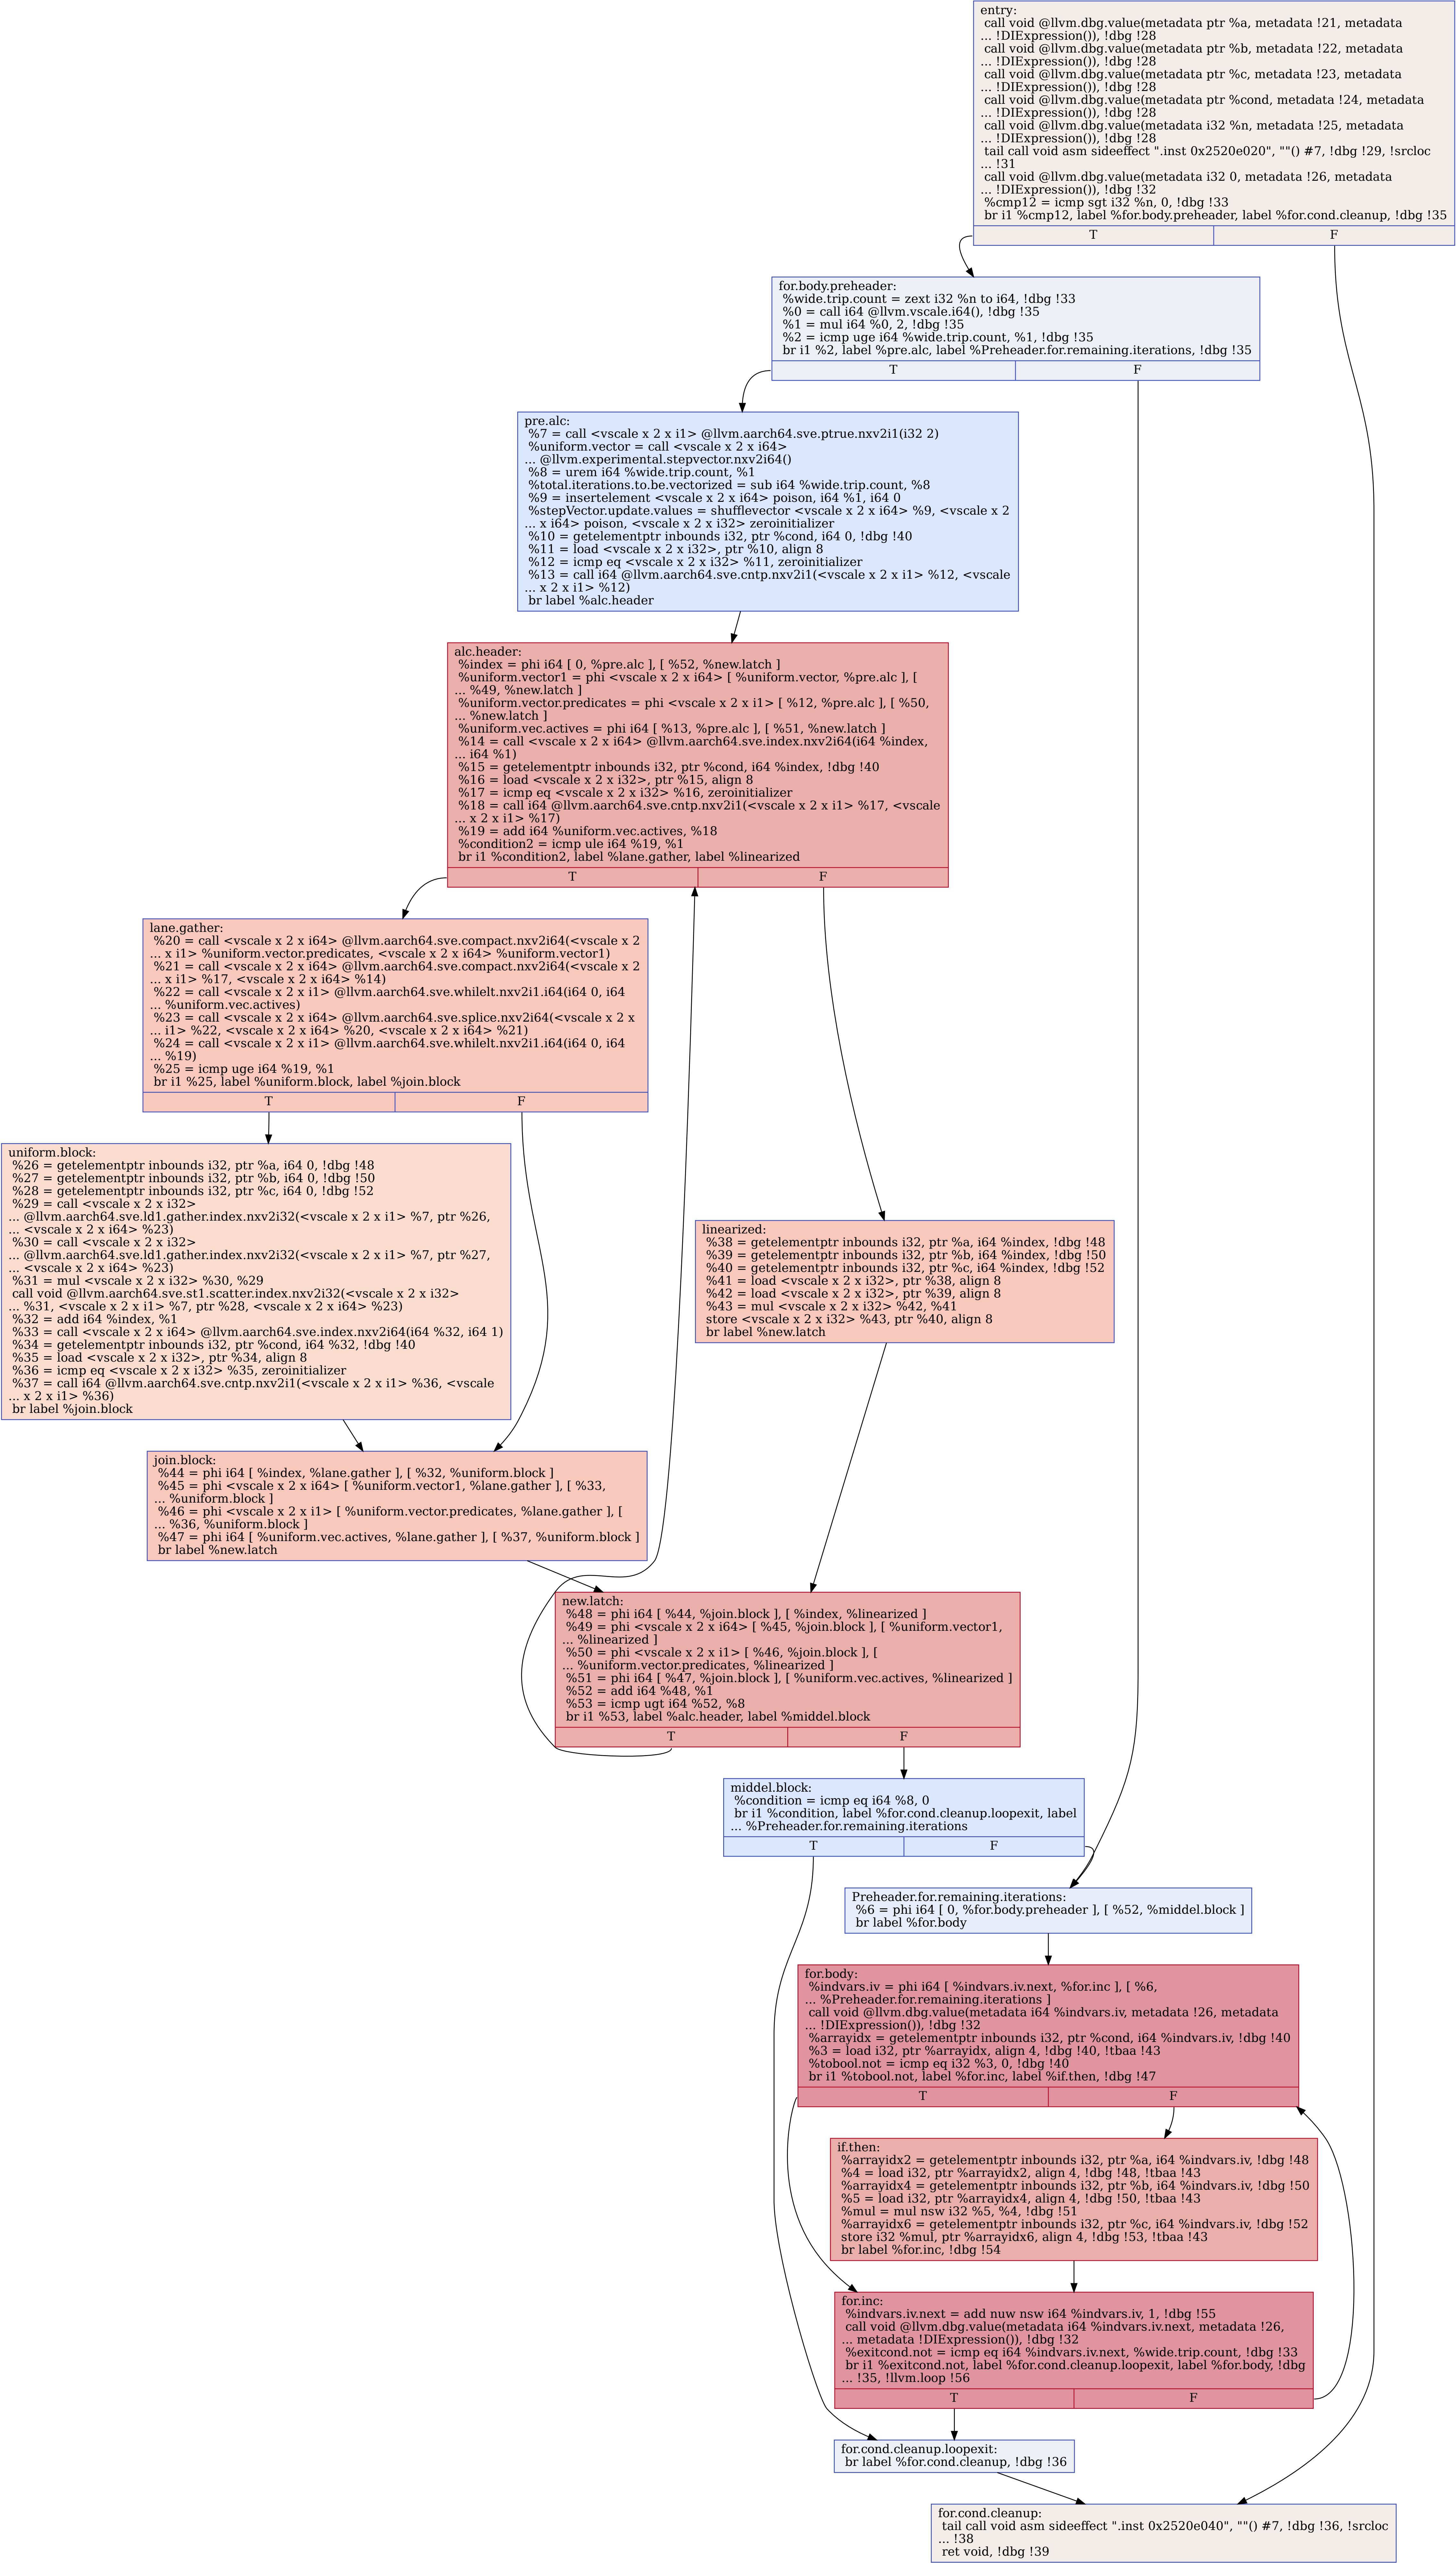 entry:
call void @llvm.dbg.value(metadata ptr %a, metadata !21, metadata
... !DIExpression()), !dbg !28
call void @llvm.dbg.value(metadata ptr %b, metadata !22, metadata
... !DIExpression()), !dbg !28
call void @llvm.dbg.value(metadata ptr %c, metadata !23, metadata
... !DIExpression()), !dbg !28
call void @llvm.dbg.value(metadata ptr %cond, metadata !24, metadata
... !DIExpression()), !dbg !28
call void @llvm.dbg.value(metadata i32 %n, metadata !25, metadata
... !DIExpression()), !dbg !28
tail call void asm sideeffect ".inst 0x2520e020", ""() #7, !dbg !29, !srcloc
... !31
call void @llvm.dbg.value(metadata i32 0, metadata !26, metadata
... !DIExpression()), !dbg !32
%cmp12 = icmp sgt i32 %n, 0, !dbg !33
br i1 %cmp12, label %for.body.preheader, label %for.cond.cleanup, !dbg !35
T F
for.body.preheader:
%wide.trip.count = zext i32 %n to i64, !dbg !33
%0 = call i64 @llvm.vscale.i64(), !dbg !35
%1 = mul i64 %0, 2, !dbg !35
%2 = icmp uge i64 %wide.trip.count, %1, !dbg !35
br i1 %2, label %pre.alc, label %Preheader.for.remaining.iterations, !dbg !35
T F
pre.alc:
%7 = call <vscale x 2 x i1> @llvm.aarch64.sve.ptrue.nxv2i1(i32 2)
%uniform.vector = call <vscale x 2 x i64>
... @llvm.experimental.stepvector.nxv2i64()
%8 = urem i64 %wide.trip.count, %1
%total.iterations.to.be.vectorized = sub i64 %wide.trip.count, %8
%9 = insertelement <vscale x 2 x i64> poison, i64 %1, i64 0
%stepVector.update.values = shufflevector <vscale x 2 x i64> %9, <vscale x 2
... x i64> poison, <vscale x 2 x i32> zeroinitializer
%10 = getelementptr inbounds i32, ptr %cond, i64 0, !dbg !40
%11 = load <vscale x 2 x i32>, ptr %10, align 8
%12 = icmp eq <vscale x 2 x i32> %11, zeroinitializer
%13 = call i64 @llvm.aarch64.sve.cntp.nxv2i1(<vscale x 2 x i1> %12, <vscale
... x 2 x i1> %12)
br label %alc.header
alc.header:
%index = phi i64 [ 0, %pre.alc ], [ %52, %new.latch ]
%uniform.vector1 = phi <vscale x 2 x i64> [ %uniform.vector, %pre.alc ], [
... %49, %new.latch ]
%uniform.vector.predicates = phi <vscale x 2 x i1> [ %12, %pre.alc ], [ %50,
... %new.latch ]
%uniform.vec.actives = phi i64 [ %13, %pre.alc ], [ %51, %new.latch ]
%14 = call <vscale x 2 x i64> @llvm.aarch64.sve.index.nxv2i64(i64 %index,
... i64 %1)
%15 = getelementptr inbounds i32, ptr %cond, i64 %index, !dbg !40
%16 = load <vscale x 2 x i32>, ptr %15, align 8
%17 = icmp eq <vscale x 2 x i32> %16, zeroinitializer
%18 = call i64 @llvm.aarch64.sve.cntp.nxv2i1(<vscale x 2 x i1> %17, <vscale
... x 2 x i1> %17)
%19 = add i64 %uniform.vec.actives, %18
%condition2 = icmp ule i64 %19, %1
br i1 %condition2, label %lane.gather, label %linearized
T F
lane.gather:
%20 = call <vscale x 2 x i64> @llvm.aarch64.sve.compact.nxv2i64(<vscale x 2
... x i1> %uniform.vector.predicates, <vscale x 2 x i64> %uniform.vector1)
%21 = call <vscale x 2 x i64> @llvm.aarch64.sve.compact.nxv2i64(<vscale x 2
... x i1> %17, <vscale x 2 x i64> %14)
%22 = call <vscale x 2 x i1> @llvm.aarch64.sve.whilelt.nxv2i1.i64(i64 0, i64
... %uniform.vec.actives)
%23 = call <vscale x 2 x i64> @llvm.aarch64.sve.splice.nxv2i64(<vscale x 2 x
... i1> %22, <vscale x 2 x i64> %20, <vscale x 2 x i64> %21)
%24 = call <vscale x 2 x i1> @llvm.aarch64.sve.whilelt.nxv2i1.i64(i64 0, i64
... %19)
%25 = icmp uge i64 %19, %1
br i1 %25, label %uniform.block, label %join.block
T F
uniform.block:
%26 = getelementptr inbounds i32, ptr %a, i64 0, !dbg !48
%27 = getelementptr inbounds i32, ptr %b, i64 0, !dbg !50
%28 = getelementptr inbounds i32, ptr %c, i64 0, !dbg !52
%29 = call <vscale x 2 x i32>
... @llvm.aarch64.sve.ld1.gather.index.nxv2i32(<vscale x 2 x i1> %7, ptr %26,
... <vscale x 2 x i64> %23)
%30 = call <vscale x 2 x i32>
... @llvm.aarch64.sve.ld1.gather.index.nxv2i32(<vscale x 2 x i1> %7, ptr %27,
... <vscale x 2 x i64> %23)
%31 = mul <vscale x 2 x i32> %30, %29
call void @llvm.aarch64.sve.st1.scatter.index.nxv2i32(<vscale x 2 x i32>
... %31, <vscale x 2 x i1> %7, ptr %28, <vscale x 2 x i64> %23)
%32 = add i64 %index, %1
%33 = call <vscale x 2 x i64> @llvm.aarch64.sve.index.nxv2i64(i64 %32, i64 1)
%34 = getelementptr inbounds i32, ptr %cond, i64 %32, !dbg !40
%35 = load <vscale x 2 x i32>, ptr %34, align 8
%36 = icmp eq <vscale x 2 x i32> %35, zeroinitializer
%37 = call i64 @llvm.aarch64.sve.cntp.nxv2i1(<vscale x 2 x i1> %36, <vscale
... x 2 x i1> %36)
br label %join.block
linearized:
%38 = getelementptr inbounds i32, ptr %a, i64 %index, !dbg !48
%39 = getelementptr inbounds i32, ptr %b, i64 %index, !dbg !50
%40 = getelementptr inbounds i32, ptr %c, i64 %index, !dbg !52
%41 = load <vscale x 2 x i32>, ptr %38, align 8
%42 = load <vscale x 2 x i32>, ptr %39, align 8
%43 = mul <vscale x 2 x i32> %42, %41
store <vscale x 2 x i32> %43, ptr %40, align 8
br label %new.latch
join.block:
%44 = phi i64 [ %index, %lane.gather ], [ %32, %uniform.block ]
%45 = phi <vscale x 2 x i64> [ %uniform.vector1, %lane.gather ], [ %33,
... %uniform.block ]
%46 = phi <vscale x 2 x i1> [ %uniform.vector.predicates, %lane.gather ], [
... %36, %uniform.block ]
%47 = phi i64 [ %uniform.vec.actives, %lane.gather ], [ %37, %uniform.block ]
br label %new.latch
new.latch:
%48 = phi i64 [ %44, %join.block ], [ %index, %linearized ]
%49 = phi <vscale x 2 x i64> [ %45, %join.block ], [ %uniform.vector1,
... %linearized ]
%50 = phi <vscale x 2 x i1> [ %46, %join.block ], [
... %uniform.vector.predicates, %linearized ]
%51 = phi i64 [ %47, %join.block ], [ %uniform.vec.actives, %linearized ]
%52 = add i64 %48, %1
%53 = icmp ugt i64 %52, %8
br i1 %53, label %alc.header, label %middel.block
T F
middel.block:
%condition = icmp eq i64 %8, 0
br i1 %condition, label %for.cond.cleanup.loopexit, label
... %Preheader.for.remaining.iterations
T F
Preheader.for.remaining.iterations:
%6 = phi i64 [ 0, %for.body.preheader ], [ %52, %middel.block ]
br label %for.body
for.body:
%indvars.iv = phi i64 [ %indvars.iv.next, %for.inc ], [ %6,
... %Preheader.for.remaining.iterations ]
call void @llvm.dbg.value(metadata i64 %indvars.iv, metadata !26, metadata
... !DIExpression()), !dbg !32
%arrayidx = getelementptr inbounds i32, ptr %cond, i64 %indvars.iv, !dbg !40
%3 = load i32, ptr %arrayidx, align 4, !dbg !40, !tbaa !43
%tobool.not = icmp eq i32 %3, 0, !dbg !40
br i1 %tobool.not, label %for.inc, label %if.then, !dbg !47
T F
if.then:
%arrayidx2 = getelementptr inbounds i32, ptr %a, i64 %indvars.iv, !dbg !48
%4 = load i32, ptr %arrayidx2, align 4, !dbg !48, !tbaa !43
%arrayidx4 = getelementptr inbounds i32, ptr %b, i64 %indvars.iv, !dbg !50
%5 = load i32, ptr %arrayidx4, align 4, !dbg !50, !tbaa !43
%mul = mul nsw i32 %5, %4, !dbg !51
%arrayidx6 = getelementptr inbounds i32, ptr %c, i64 %indvars.iv, !dbg !52
store i32 %mul, ptr %arrayidx6, align 4, !dbg !53, !tbaa !43
br label %for.inc, !dbg !54
for.inc:
%indvars.iv.next = add nuw nsw i64 %indvars.iv, 1, !dbg !55
call void @llvm.dbg.value(metadata i64 %indvars.iv.next, metadata !26,
... metadata !DIExpression()), !dbg !32
%exitcond.not = icmp eq i64 %indvars.iv.next, %wide.trip.count, !dbg !33
br i1 %exitcond.not, label %for.cond.cleanup.loopexit, label %for.body, !dbg
... !35, !llvm.loop !56
T F
for.cond.cleanup.loopexit:
br label %for.cond.cleanup, !dbg !36
for.cond.cleanup:
tail call void asm sideeffect ".inst 0x2520e040", ""() #7, !dbg !36, !srcloc
... !38
ret void, !dbg !39